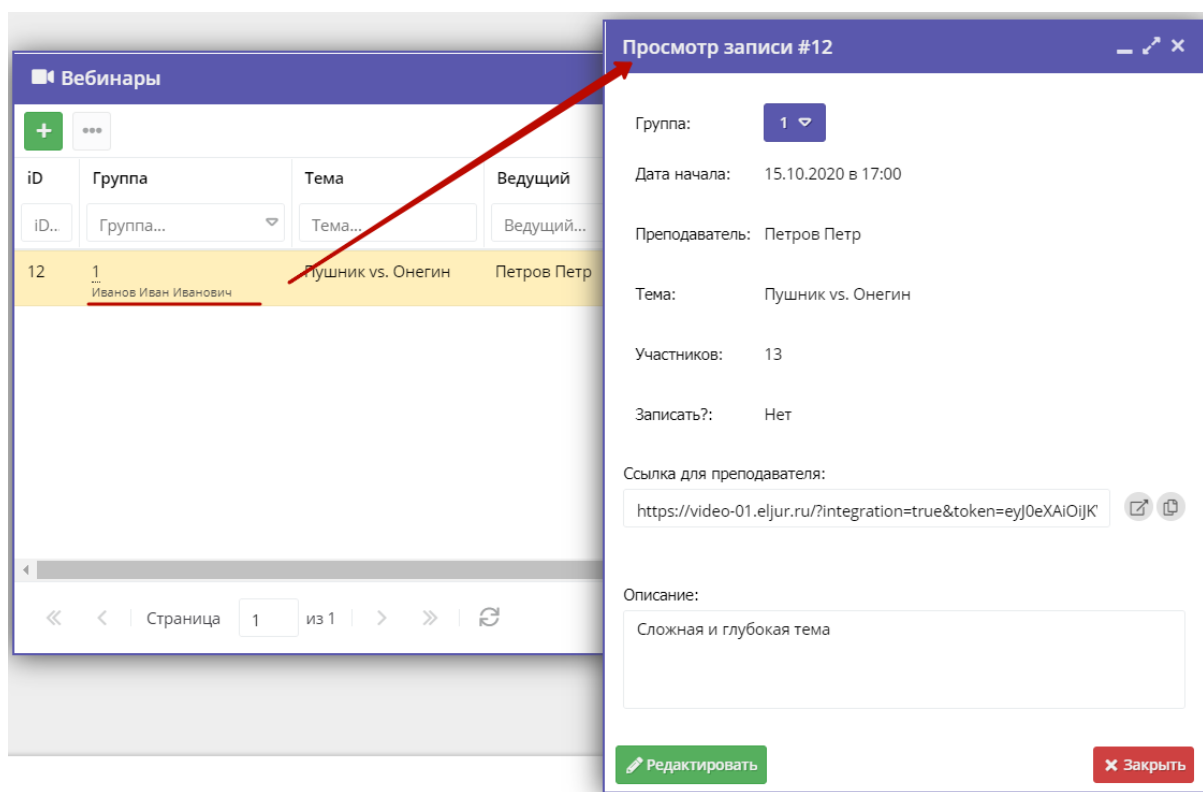 Вебинары
iD Группа Тема Ведущий
iD... Группа... Тема... Ведущий...
12 1 Пушник vs. Онегин Петров Петр
Иванов Иван Иванович
Страница 1 из 1
Просмотр записи #12
Группа: 1
Дата начала: 15.10.2020 в 17:00
Преподаватель: Петров Петр
Тема: Пушник vs. Онегин
Участников: 13
Записать?: Нет
Ссылка для преподавателя:
https://video-01.eljur.ru/?integration=true&token=eyJ0eXAiOiJK
Описание:
Сложная и глубокая тема
Редактировать Закрыть